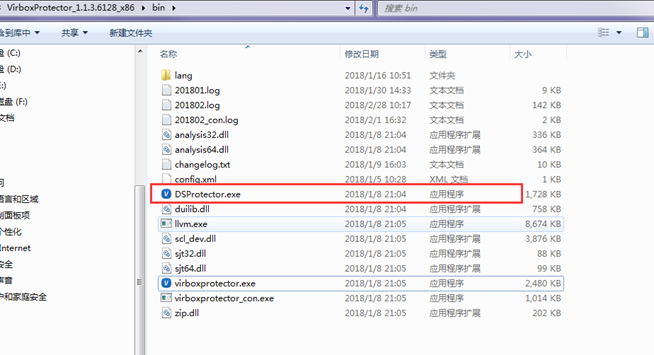 VirboxProtector_1.1.3.6128_x86 ▸ bin ▸
搜索 bin
含到库中 共享 新建文件夹
名称 修改日期 类型 大小
lang 2018/1/16 10:51 文件夹
201801.log 2018/1/30 14:33 文本文档 9 KB
201802.log 2018/2/28 10:17 文本文档 142 KB
201802_con.log 2018/2/1 16:32 文本文档 2 KB
analysis32.dll 2018/1/8 21:04 应用程序扩展 336 KB
analysis64.dll 2018/1/8 21:04 应用程序扩展 364 KB
changelog.txt 2018/1/9 16:03 文本文档 10 KB
config.xml 2018/1/5 10:28 XML 文档 2 KB
DSProtector.exe 2018/1/8 21:04 应用程序 1,728 KB
duilib.dll 2018/1/8 21:04 应用程序扩展 758 KB
llvm.exe 2018/1/8 21:05 应用程序 8,674 KB
scl_dev.dll 2018/1/8 21:05 应用程序扩展 3,876 KB
sjt32.dll 2018/1/8 21:05 应用程序扩展 88 KB
sjt64.dll 2018/1/8 21:05 应用程序扩展 99 KB
virboxprotector.exe 2018/1/8 21:05 应用程序 2,480 KB
virboxprotector_con.exe 2018/1/8 21:05 应用程序 1,014 KB
zip.dll 2018/1/8 21:05 应用程序扩展 202 KB
盘 (C:)
盘 (D:)
E:)
磁盘 (F:)
文档
语言和区域
制面板项
个性化
Internet
安全
声音
户和家庭安全